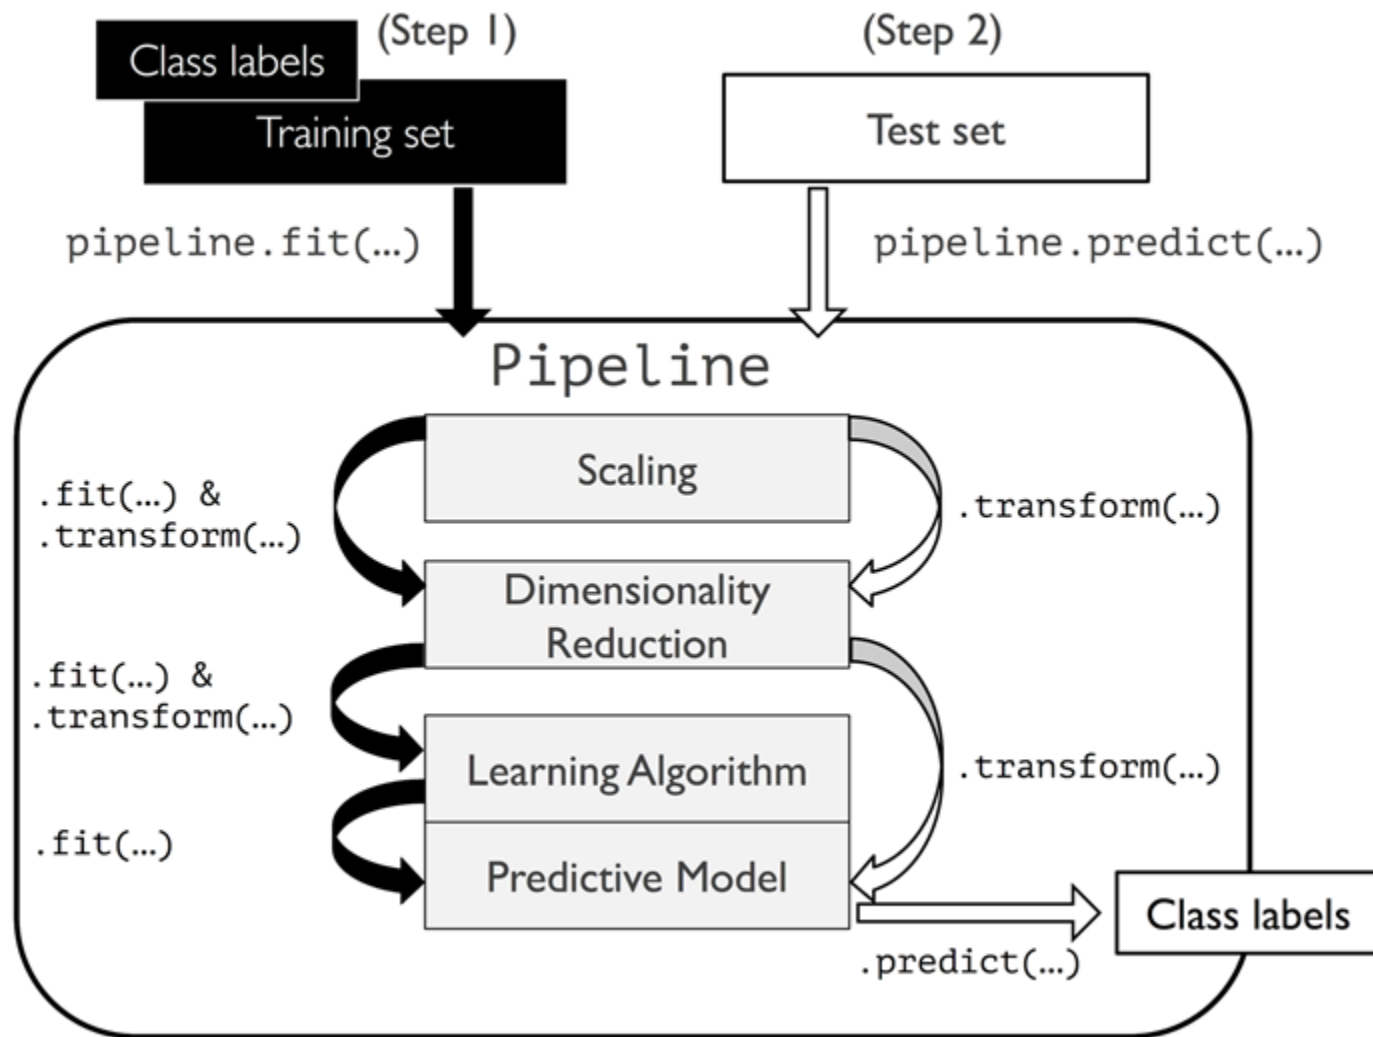 (Step 1)
(Step 2)
Class labels
Training set
Test set
pipeline.fit(…)
pipeline.predict(…)
Pipeline
Scaling
.fit(…) &
.transform(…)
.transform(…)
Dimensionality
Reduction
.fit(…) &
.transform(…)
Learning Algorithm
.transform(…)
.fit(…)
Predictive Model
Class labels
.predict(…)